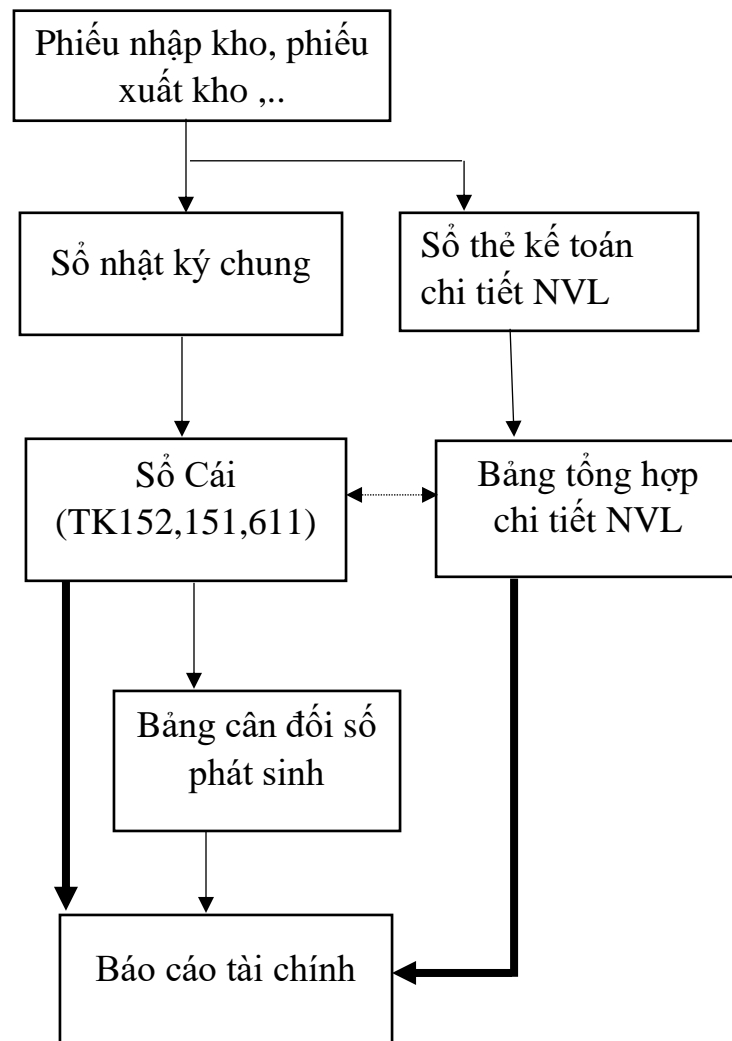 Phiếu nhập kho, phiếu
xuất kho ,..
Sổ nhật ký chung
Sổ thẻ kế toán
chi tiết NVL
Sổ Cái
(TK152,151,611)
Bảng tổng hợp
chi tiết NVL
Bảng cân đối số
phát sinh
Báo cáo tài chính